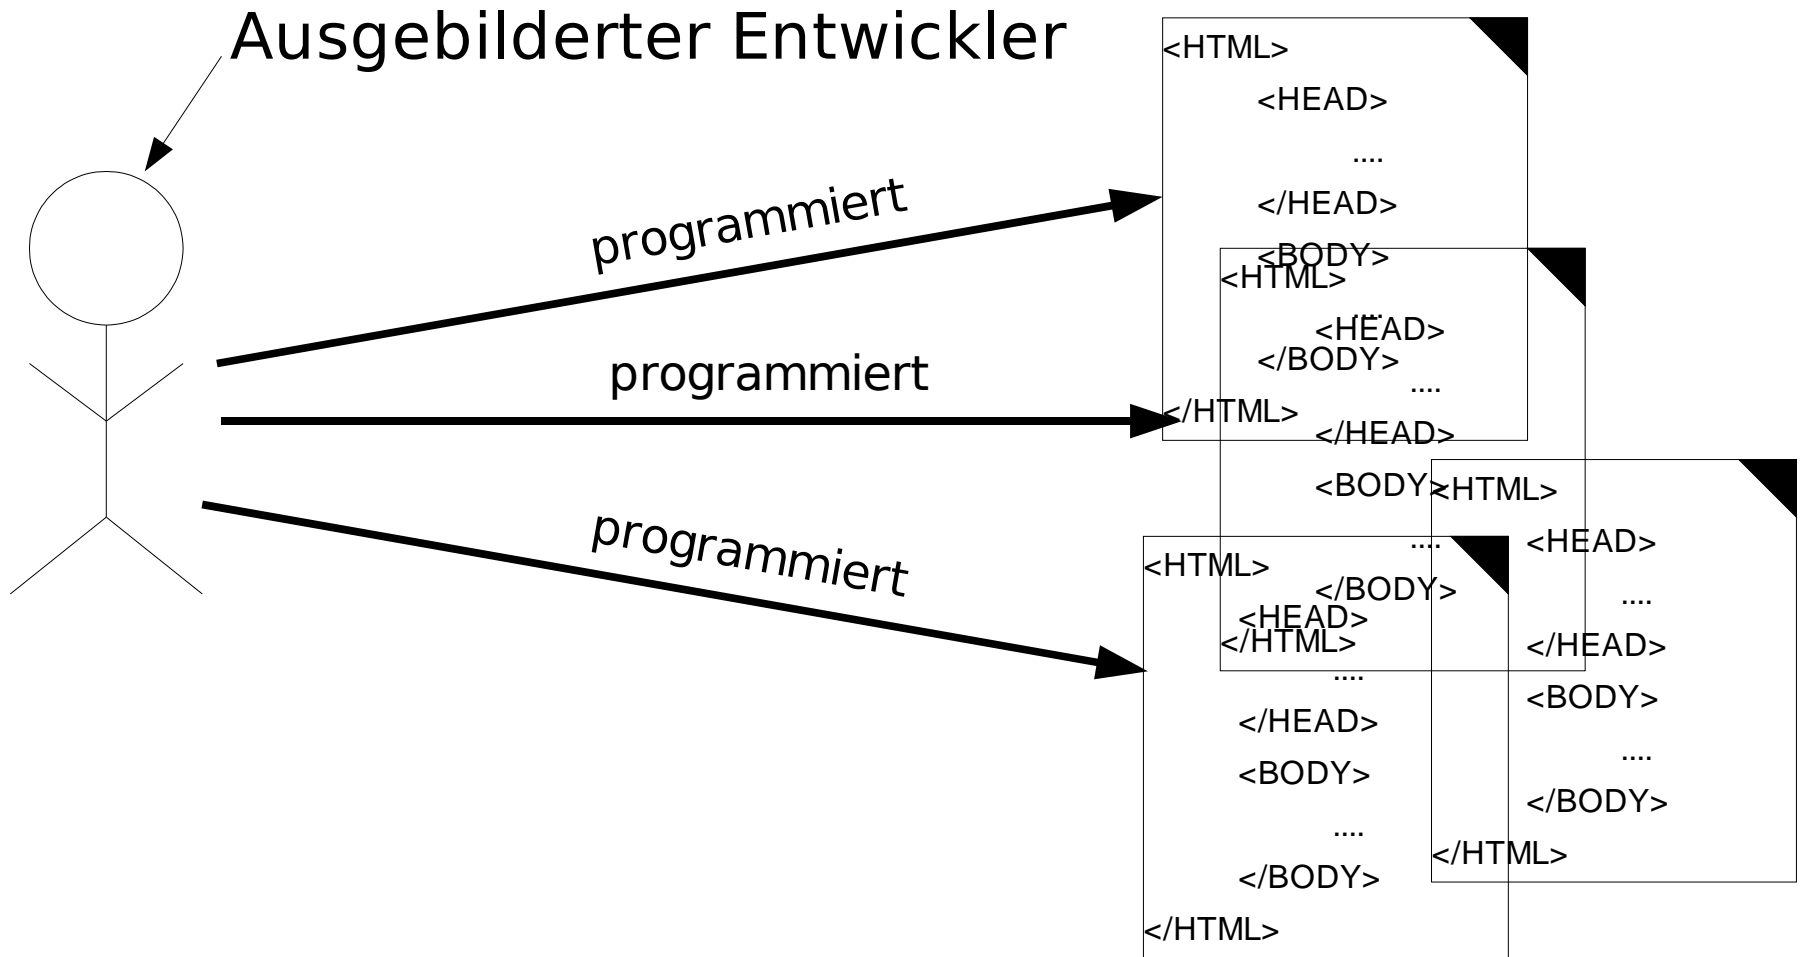 Ausgebilderter Entwickler
programmiert
programmiert
programmiert
<HTML>
<HEAD>
....
</HEAD>
<BODY>
....
</BODY>
</HTML>
<HTML>
<HEAD>
....
</HEAD>
<BODY>
....
</BODY>
</HTML>
<HTML>
<HEAD>
....
</HEAD>
<BODY>
....
</BODY>
</HTML>
<HTML>
<HEAD>
....
</HEAD>
<BODY>
....
</BODY>
</HTML>